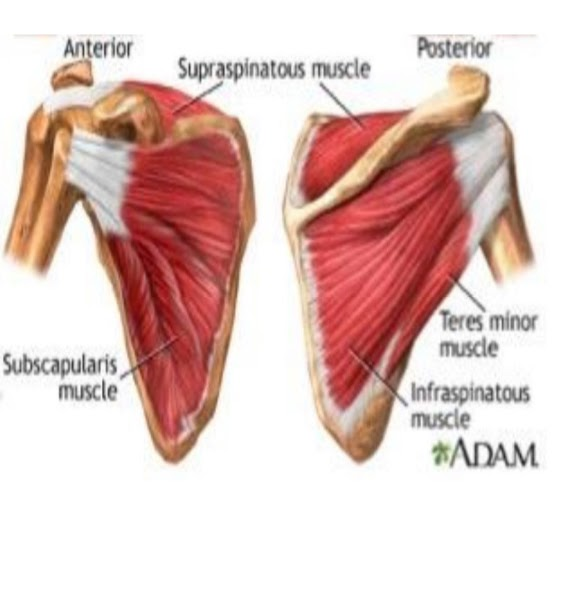 Anterior
Posterior
Supraspinatous muscle
Teres minor
muscle
Subscapularis
muscle
Infraspinatous
muscle
ADAM